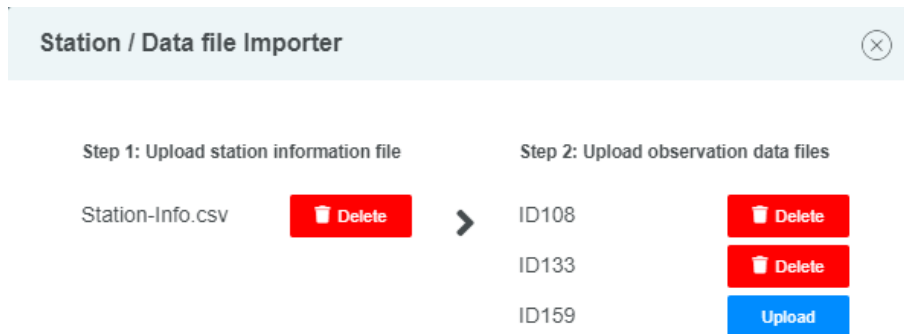 Station / Data file Importer
Step 1: Upload station information file
Station-Info.csv
Delete
Step 2: Upload observation data files
ID108
Delete
ID133
Delete
ID159
Upload